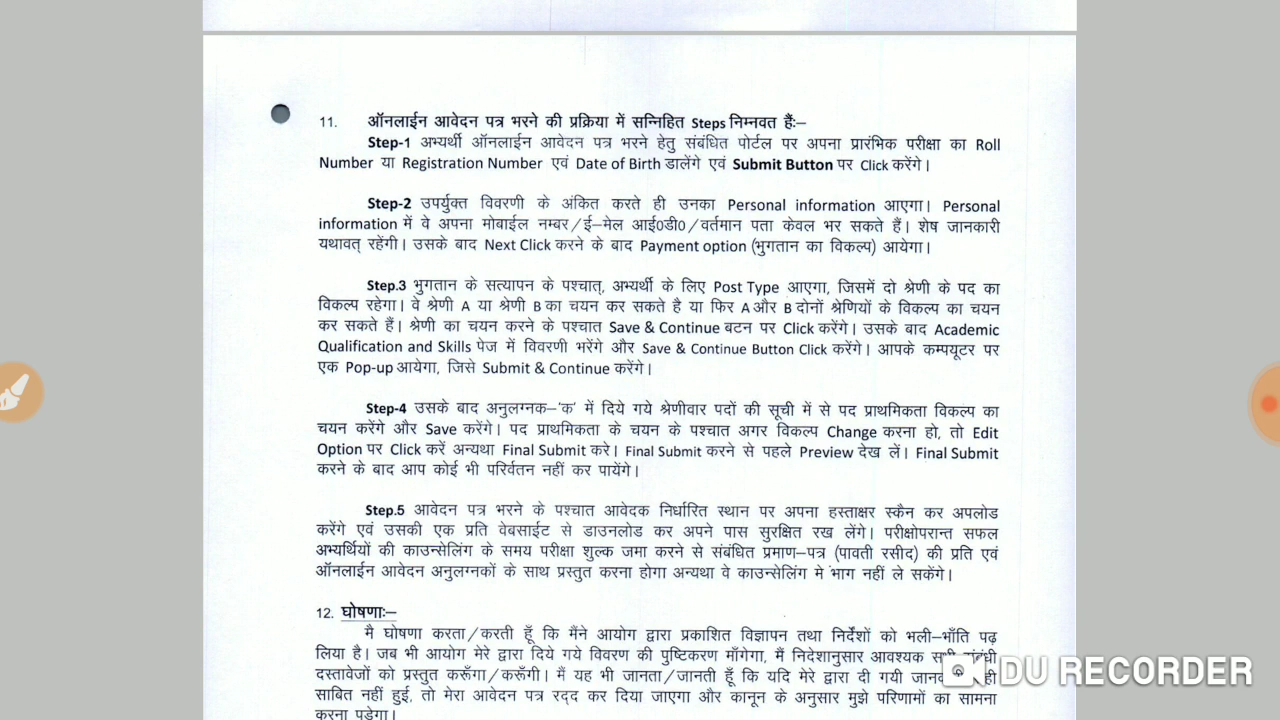 11. ऑनलाईन आवेदन पत्र भरने की प्रक्रिया में सन्निहित Steps निम्नवत हैंः–
Step-1 अभ्यर्थी ऑनलाईन आवेदन पत्र भरने हेतु संबंधित पोर्टल पर अपना प्रारंभिक परीक्षा का Roll
Number या Registration Number एवं Date of Birth डालेंगे एवं Submit Button पर Click करेंगे।
Step-2 उपर्युक्त विवरणी के अंकित करते ही उनका Personal information आएगा। Personal
information में वे अपना मोबाईल नम्बर/ई–मेल आई0डी0/वर्तमान पता केवल भर सकते हैं। शेष जानकारी
यथावत् रहेंगी। उसके बाद Next Click करने के बाद Payment option (भुगतान का विकल्प) आयेगा।
Step.3 भुगतान के सत्यापन के पश्चात्, अभ्यर्थी के लिए Post Type आएगा, जिसमें दो श्रेणी के पद का
विकल्प रहेगा। वे श्रेणी A या श्रेणी B का चयन कर सकते है या फिर A और B दोनों श्रेणियों के विकल्प का चयन
कर सकते हैं। श्रेणी का चयन करने के पश्चात Save & Continue बटन पर Click करेंगे। उसके बाद Academic
Qualification and Skills पेज में विवरणी भरेंगे और Save & Continue Button Click करेंगे। आपके कम्पयूटर पर
एक Pop-up आयेगा, जिसे Submit & Continue करेंगे।
Step-4 उसके बाद अनुलग्नक–'क' में दिये गये श्रेणीवार पदों की सूची में से पद प्राथमिकता विकल्प का
चयन करेंगे और Save करेंगे। पद प्राथमिकता के चयन के पश्चात अगर विकल्प Change करना हो, तो Edit
Option पर Click करें अन्यथा Final Submit करे। Final Submit करने से पहले Preview देख लें। Final Submit
करने के बाद आप कोई भी परिर्वतन नहीं कर पायेंगे।
Step.5 आवेदन पत्र भरने के पश्चात आवेदक निर्धारित स्थान पर अपना हस्ताक्षर स्कैन कर अपलोड
करेंगे एवं उसकी एक प्रति वेबसाईट से डाउनलोड कर अपने पास सुरक्षित रख लेंगे। परीक्षोपरान्त सफल
अभ्यर्थियों की काउन्सेलिंग के समय परीक्षा शुल्क जमा करने से संबंधित प्रमाण–पत्र (पावती रसीद) की प्रति एवं
ऑनलाईन आवेदन अनुलग्नकों के साथ प्रस्तुत करना होगा अन्यथा वे काउन्सेलिंग मे भाग नहीं ले सकेंगे।
12. घोषणाः–
मै घोषणा करता/करती हूँ कि मैंने आयोग द्वारा प्रकाशित विज्ञापन तथा निर्देशों को भली–भाँति पढ़
लिया है। जब भी आयोग मेरे द्वारा दिये गये विवरण की पुष्टिकरण माँगेगा, मैं निदेशानुसार आवश्यक
दस्तावेजों को प्रस्तुत करूँगा/करूँगी। मैं यह भी जानता/जानती हूँ कि यदि मेरे द्वारा दी गयी
साबित नहीं हुई, तो मेरा आवेदन पत्र रद्द कर दिया जाएगा और कानून के अनुसार मुझे परिणामों का सामना
करना पड़ेगा।
DU RECORDER